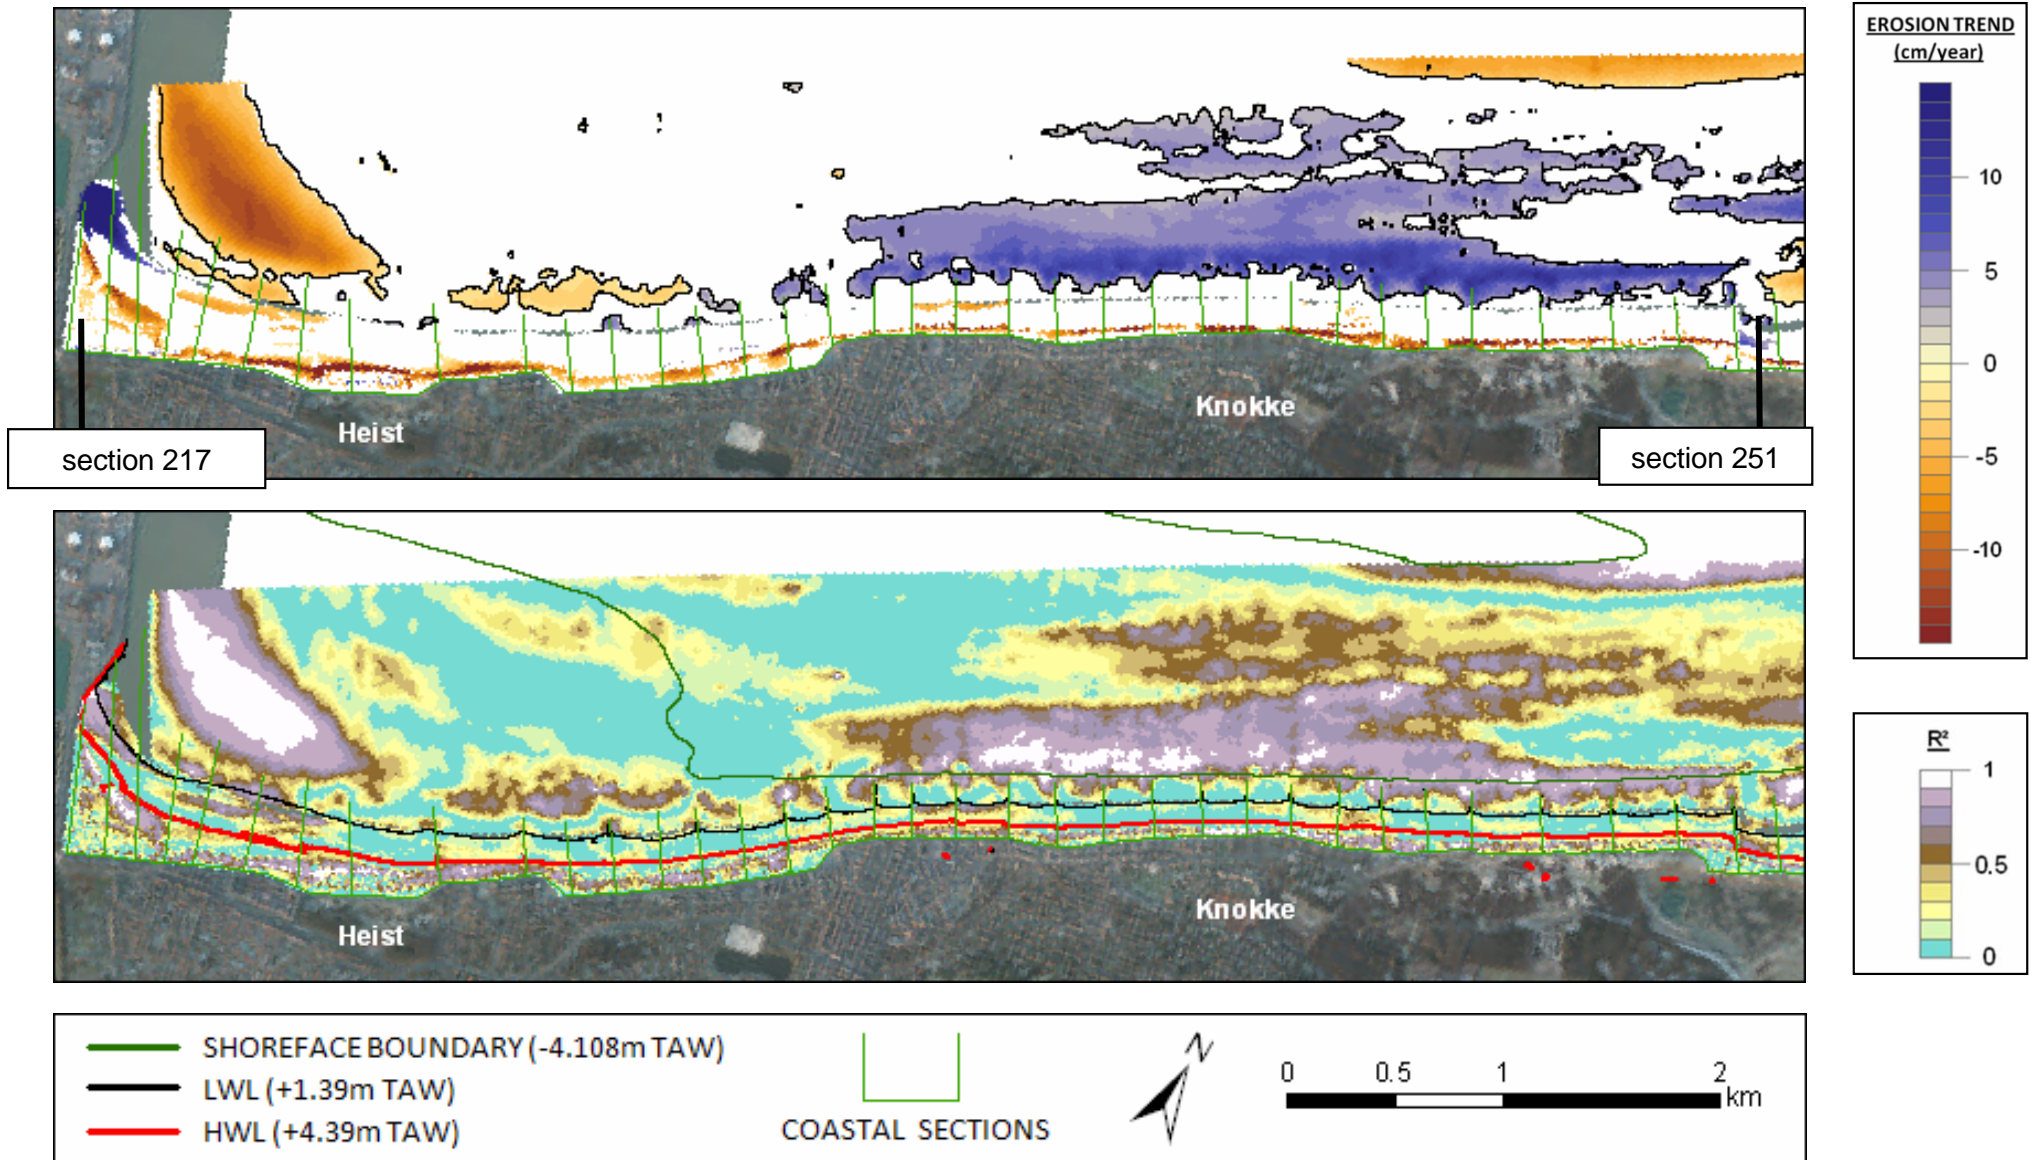 EROSION TREND
(cm/year)
10
5
0
-5
-10
Knokke
Heist
section 217
section 251
R²
1
0.5
0
Knokke
Heist
SHOREFACE BOUNDARY (-4.108m TAW)
LWL (+1.39m TAW)
HWL (+4.39m TAW)
COASTAL SECTIONS
N
0 0.5 1 2
km